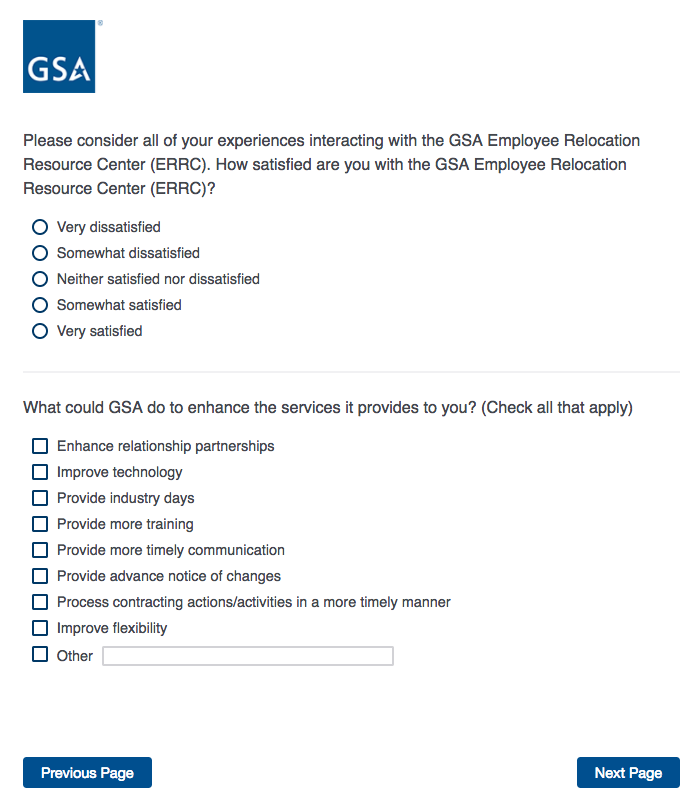 GSA
®
Please consider all of your experiences interacting with the GSA Employee Relocation
Resource Center (ERRC). How satisfied are you with the GSA Employee Relocation
Resource Center (ERRC)?
Very dissatisfied
Somewhat dissatisfied
Neither satisfied nor dissatisfied
Somewhat satisfied
Very satisfied
What could GSA do to enhance the services it provides to you? (Check all that apply)
Enhance relationship partnerships
Improve technology
Provide industry days
Provide more training
Provide more timely communication
Provide advance notice of changes
Process contracting actions/activities in a more timely manner
Improve flexibility
Other
Previous Page
Next Page